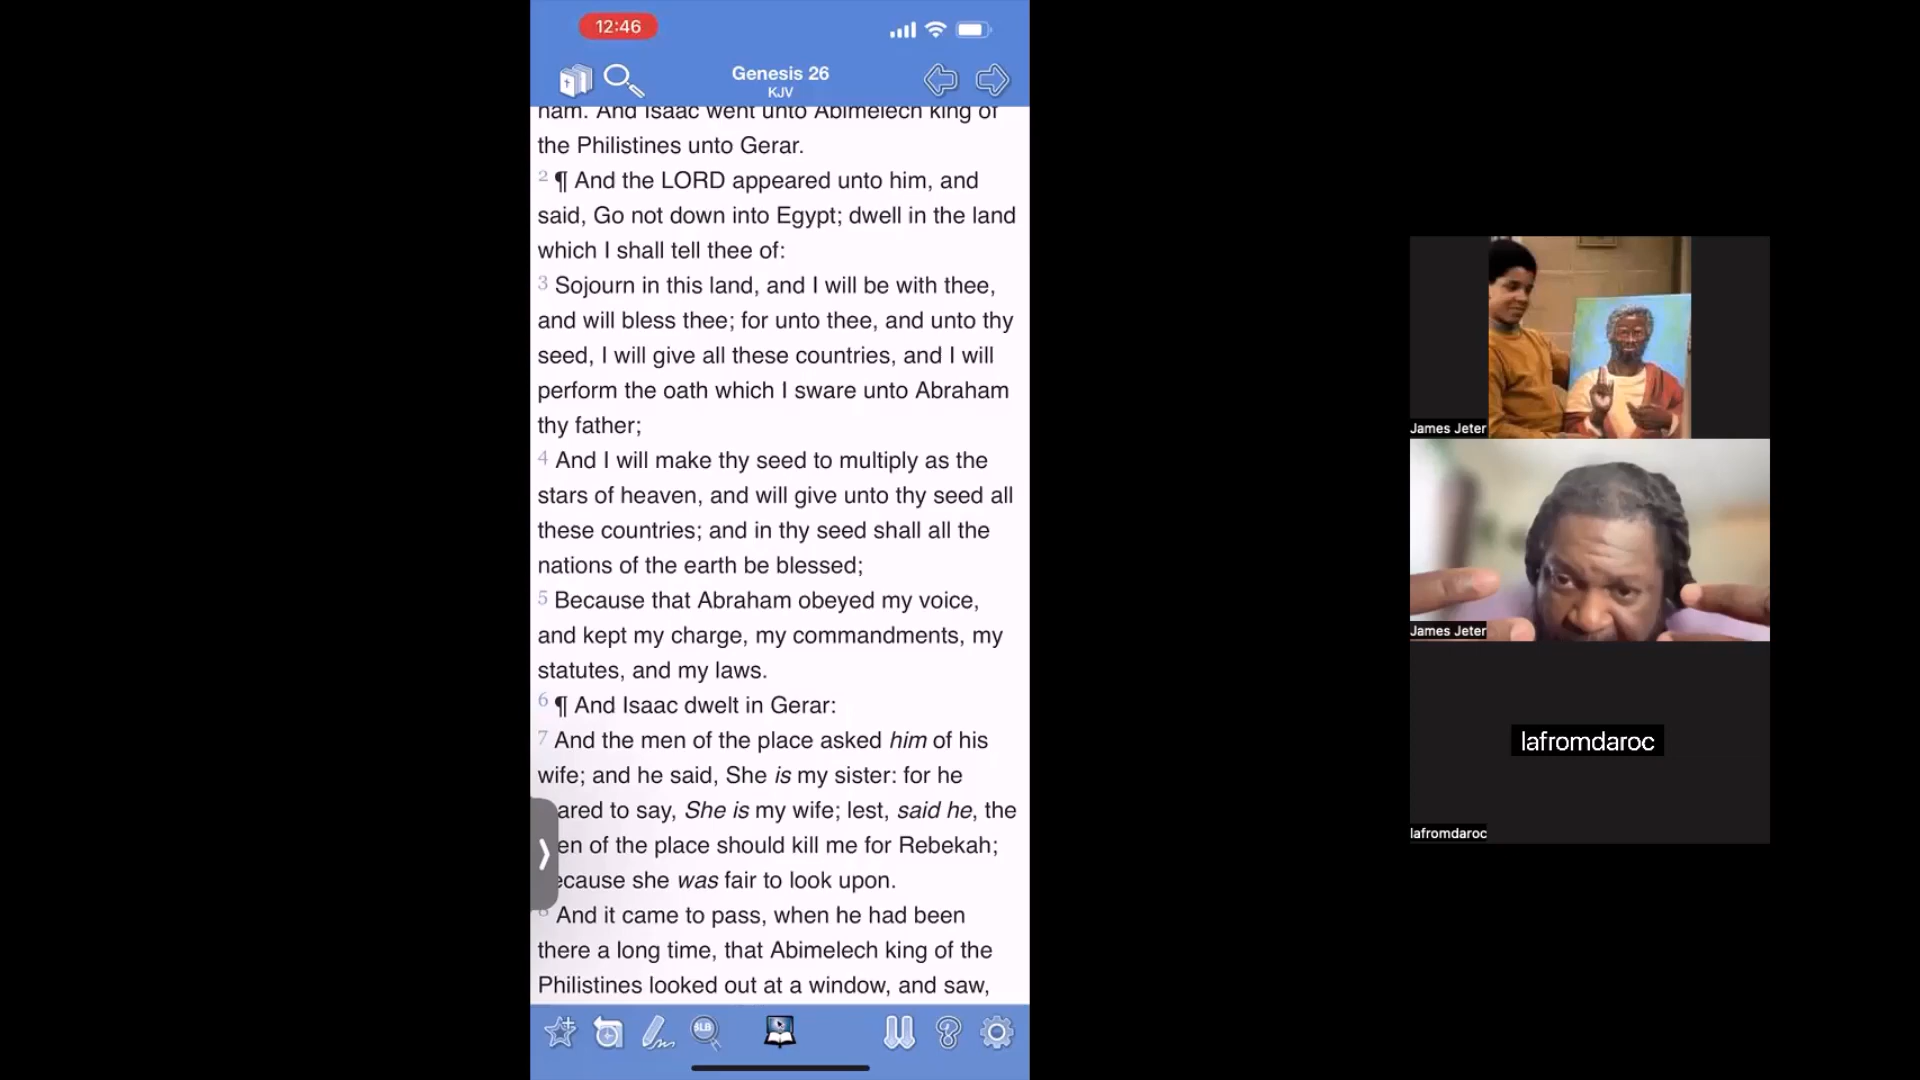 12:46
Genesis 26
KJV
ham. And Isaac went unto Abimelech king of
the Philistines unto Gerar.
2 ¶ And the LORD appeared unto him, and
said, Go not down into Egypt; dwell in the land
which I shall tell thee of:
3 Sojourn in this land, and I will be with thee,
and will bless thee; for unto thee, and unto thy
seed, I will give all these countries, and I will
perform the oath which I sware unto Abraham
thy father;
4 And I will make thy seed to multiply as the
stars of heaven, and will give unto thy seed all
these countries; and in thy seed shall all the
nations of the earth be blessed;
5 Because that Abraham obeyed my voice,
and kept my charge, my commandments, my
statutes, and my laws.
6 ¶ And Isaac dwelt in Gerar:
7 And the men of the place asked him of his
wife; and he said, She is my sister: for he
ared to say, She is my wife; lest, said he, the
en of the place should kill me for Rebekah;
ecause she was fair to look upon.
8 And it came to pass, when he had been
there a long time, that Abimelech king of the
Philistines looked out at a window, and saw,
SLB
James Jeter
James Jeter
lafromdaroc
lafromdaroc